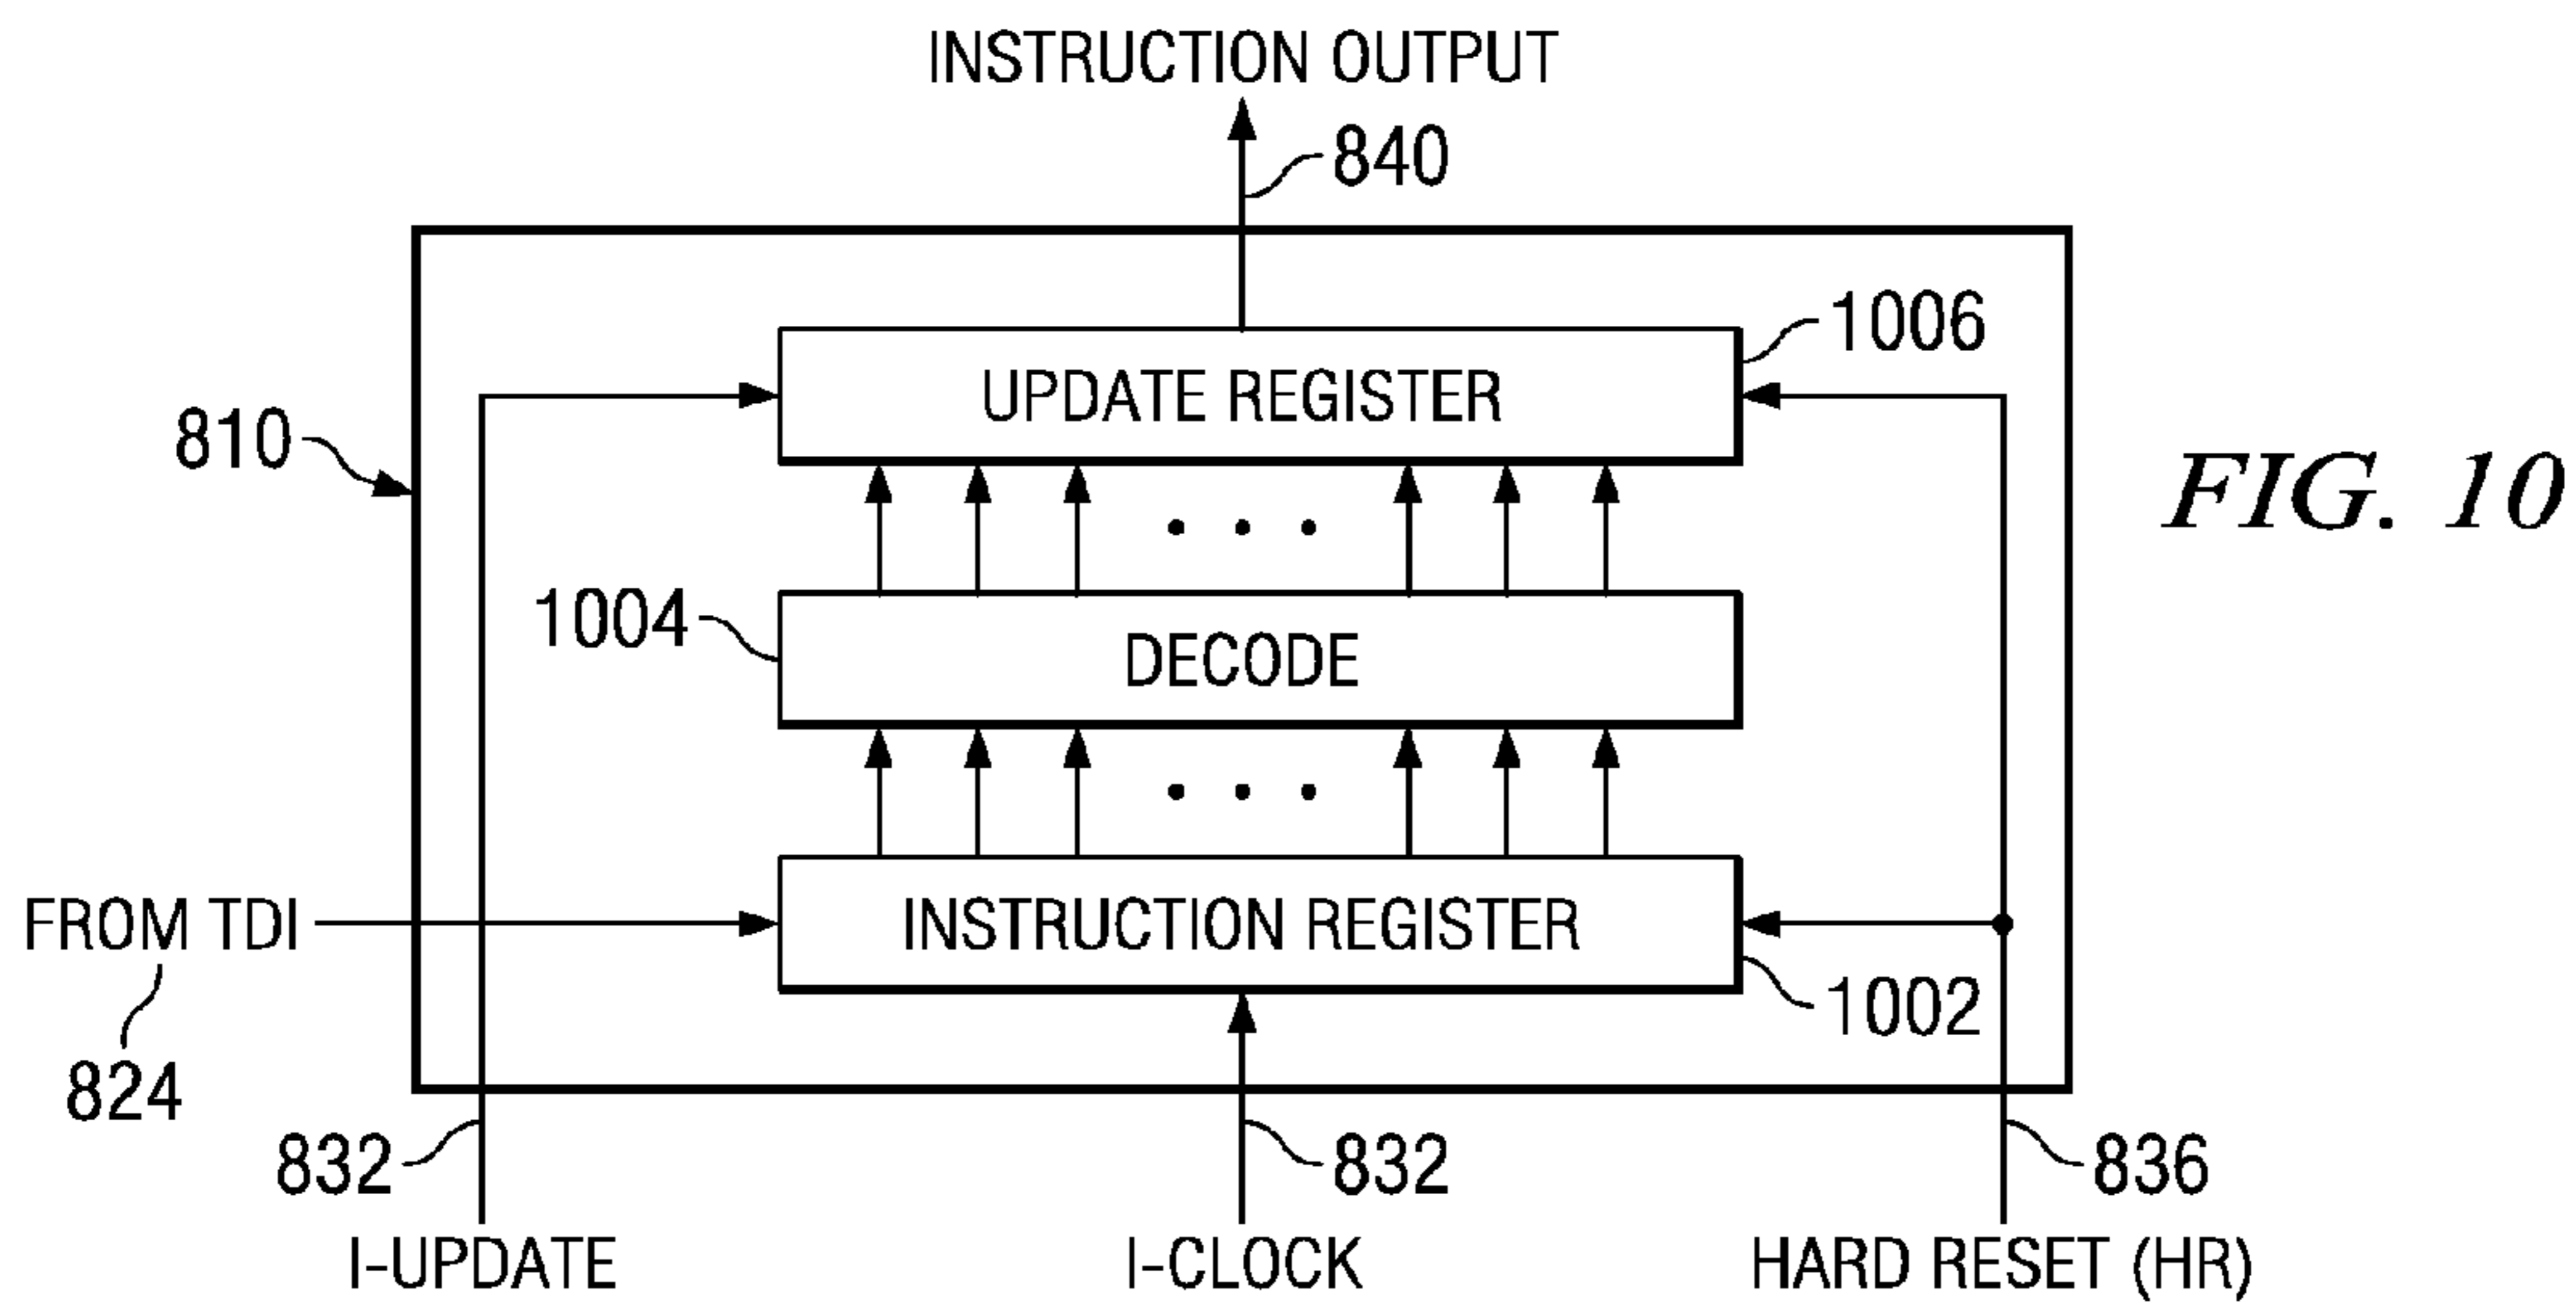 INSTRUCTION OUTPUT
840
1006
UPDATE REGISTER
810
FIG. 10
1004
DECODE
FROM TDI
INSTRUCTION REGISTER
1002
824
832
832
836
I-UPDATE
I-CLOCK
HARD RESET (HR)